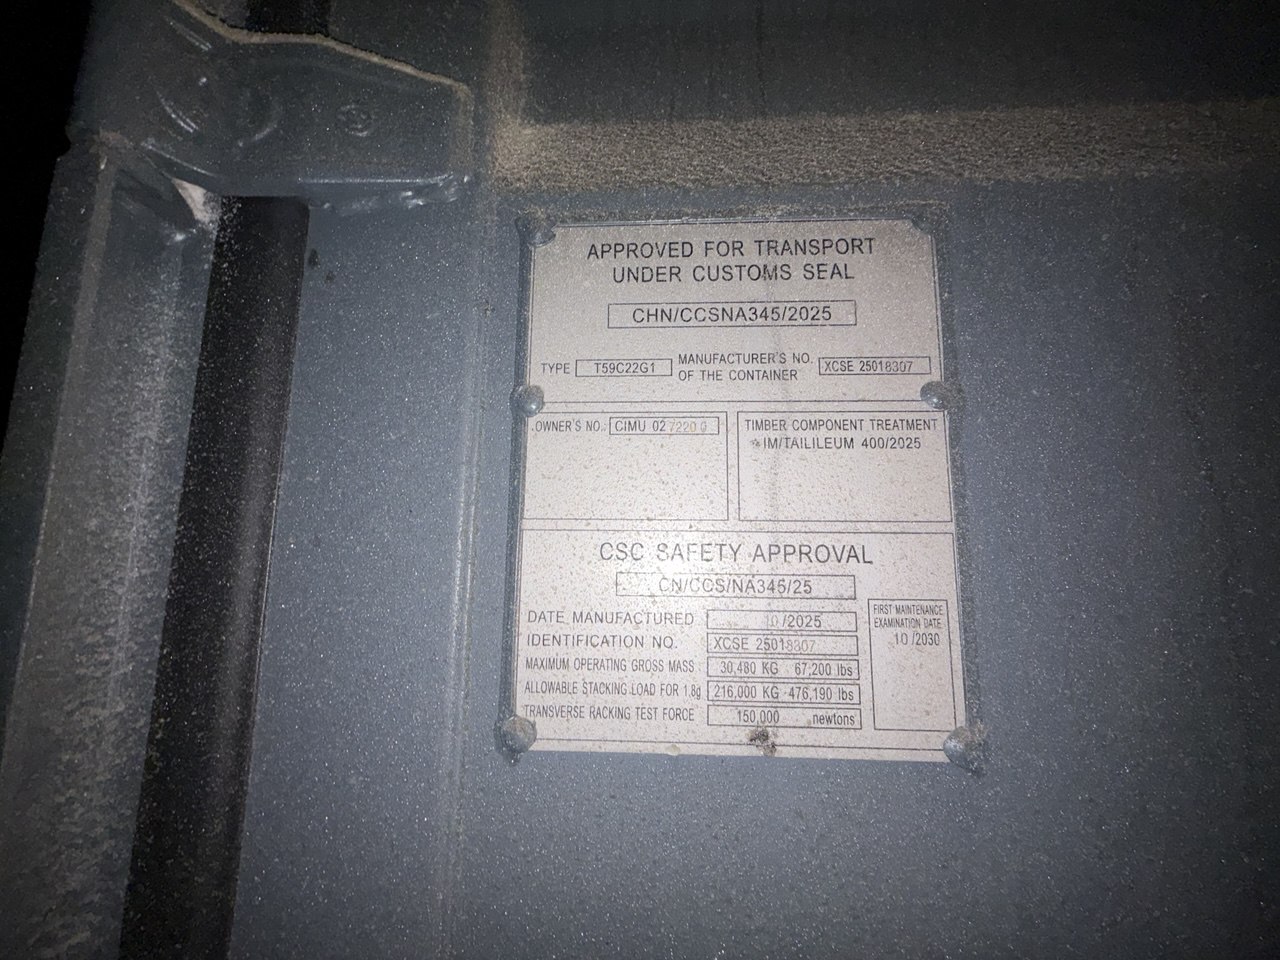 APPROVED FOR TRANSPORT
UNDER CUSTOMS SEAL
CHN/CCSNA345/2025
TYPE T59C22G1 MANUFACTURER'S NO. OF THE CONTAINER XCSE 25018307
OWNER'S NO. CIMU 027220 0
TIMBER COMPONENT TREATMENT
IM/TAILILEUM 400/2025
CSC SAFETY APPROVAL
CN/CCS/NA345/25
DATE MANUFACTURED 10/2025
IDENTIFICATION NO. XCSE 25018307
MAXIMUM OPERATING GROSS MASS 30,480 KG 67,200 lbs
ALLOWABLE STACKING LOAD FOR 1.8g 216,000 KG 476,190 lbs
TRANSVERSE RACKING TEST FORCE 150,000 newtons
FIRST MAINTENANCE
EXAMINATION DATE
10/2030